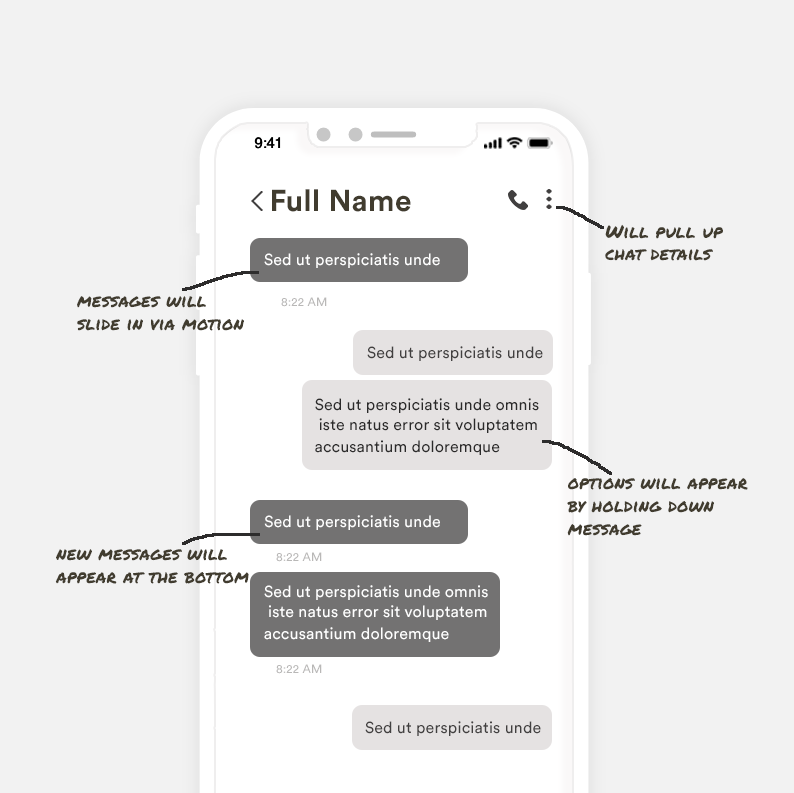 9:41
Full Name
Will pull up
chat details
Sed ut perspiciatis unde
8:22 AM
Messages will
slide in via motion
Sed ut perspiciatis unde
Sed ut perspiciatis unde omnis
iste natus error sit voluptatem
accusantium doloremque
Options will appear
by holding down
message
Sed ut perspiciatis unde
8:22 AM
New messages will
appear at the bottom
Sed ut perspiciatis unde omnis
iste natus error sit voluptatem
accusantium doloremque
8:22 AM
Sed ut perspiciatis unde